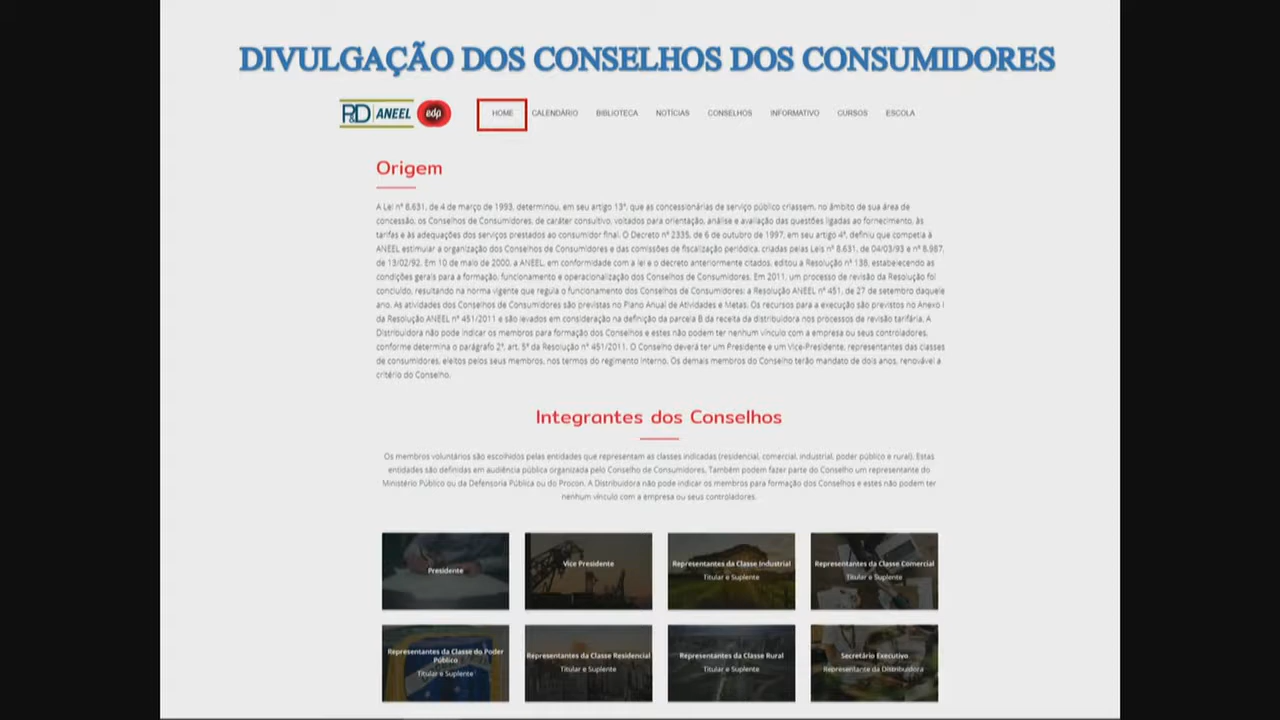 DIVULGAÇÃO DOS CONSELHOS DOS CONSUMIDORES
P&D ANEEL edp HOME CALENDÁRIO BIBLIOTECA NOTÍCIAS CONSELHOS INFORMATIVO CURSOS ESCOLA
Origem
A Lei nº 8.631, de 4 de março de 1993, determinou, em seu artigo 13º, que as concessionárias de serviço público criassem, no âmbito de sua área de
concessão, os Conselhos de Consumidores, de caráter consultivo, voltados para orientação, análise e avaliação das questões ligadas ao fornecimento, às
tarifas e às adequações dos serviços prestados ao consumidor final. O Decreto nº 2335, de 6 de outubro de 1997, em seu artigo 4º, definiu que competia à
ANEEL estimular a organização dos Conselhos de Consumidores e das comissões de fiscalização periódica, criadas pelas Leis nº 8.631, de 04/03/93 e nº 8.987,
de 13/02/92. Em 10 de maio de 2000, a ANEEL, em conformidade com a lei e o decreto anteriormente citados, editou a Resolução nº 138, estabelecendo as
condições gerais para a formação, funcionamento e operacionalização dos Conselhos de Consumidores. Em 2011, um processo de revisão da Resolução foi
concluído, resultando na norma vigente que regula o funcionamento dos Conselhos de Consumidores: a Resolução ANEEL nº 451, de 27 de setembro daquele
ano. As atividades dos Conselhos de Consumidores são previstas no Plano Anual de Atividades e Metas. Os recursos para a execução são previstos no Anexo I
da Resolução ANEEL nº 451/2011 e são levados em consideração na definição da parcela B da receita da distribuidora nos processos de revisão tarifária. A
Distribuidora não pode indicar os membros para formação dos Conselhos e estes não podem ter nenhum vínculo com a empresa ou seus controladores,
conforme determina o parágrafo 2º, art. 5º da Resolução nº 451/2011. O Conselho deverá ter um Presidente e um Vice-Presidente, representantes das classes
de consumidores, eleitos pelos seus membros, nos termos do regimento interno. Os demais membros do Conselho terão mandato de dois anos, renovável a
critério do Conselho.
Integrantes dos Conselhos
Os membros voluntários são escolhidos pelas entidades que representam as classes indicadas (residencial, comercial, industrial, poder público e rural). Estas
entidades são definidas em audiência pública organizada pelo Conselho de Consumidores. Também podem fazer parte do Conselho um representante do
Ministério Público ou da Defensoria Pública ou do Procon. A Distribuidora não pode indicar os membros para formação dos Conselhos e estes não podem ter
nenhum vínculo com a empresa ou seus controladores.
Presidente
Vice Presidente
Representantes da Classe Industrial
Titular e Suplente
Representantes da Classe Comercial
Titular e Suplente
Representantes da Classe do Poder
Público
Titular e Suplente
Representantes da Classe Residencial
Titular e Suplente
Representantes da Classe Rural
Titular e Suplente
Secretário Executivo
Representante da Distribuidora